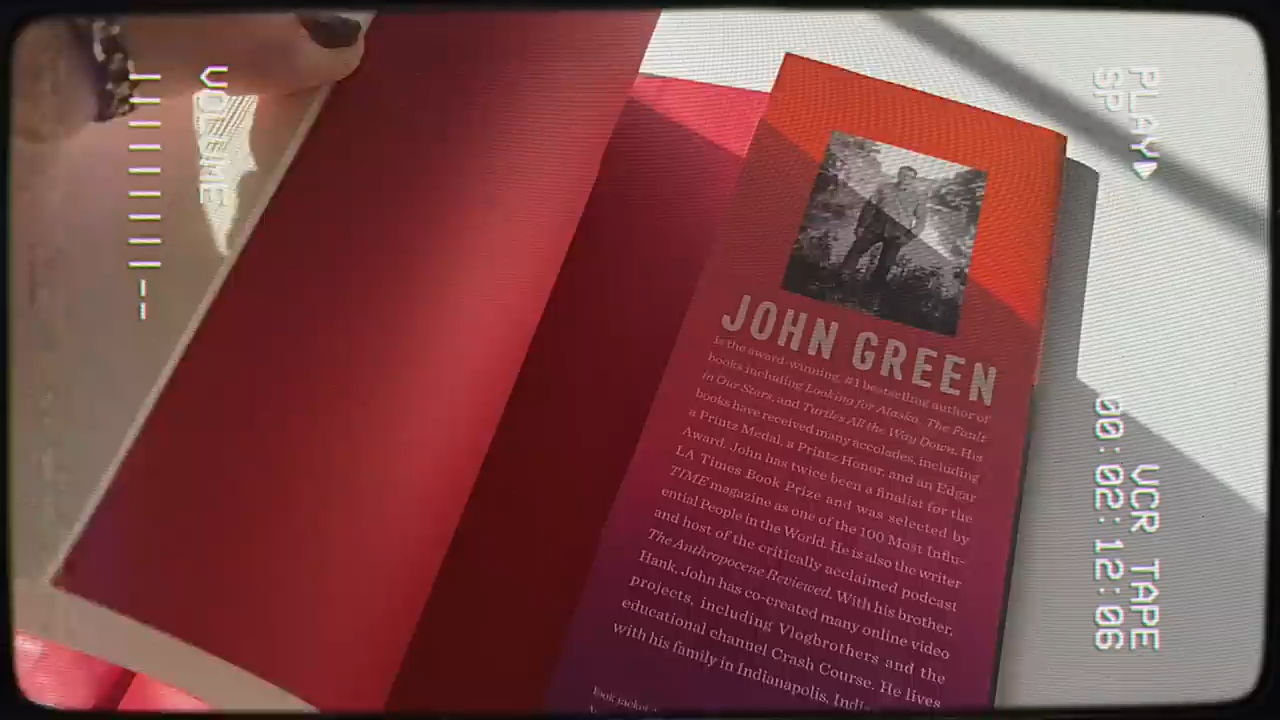 VOLUME
PLAY
SP
00:02:12:06
VCR TAPE
JOHN GREEN
is the award-winning, #1 bestselling author of
books including Looking for Alaska, The Fault
in Our Stars, and Turtles All the Way Down. His
books have received many accolades, including
a Printz Medal, a Printz Honor, and an Edgar
Award. John has twice been a finalist for the
LA Times Book Prize and was selected by
TIME magazine as one of the 100 Most Influ-
ential People in the World. He is also the writer
and host of the critically acclaimed podcast
The Anthropocene Reviewed. With his brother,
Hank, John has co-created many online video
projects, including Vlogbrothers and the
educational channel Crash Course. He lives
with his family in Indianapolis,
jacket